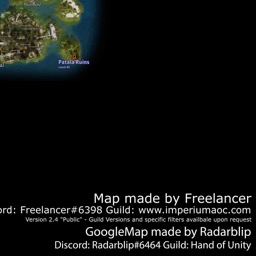 Patala Ruins
Map made by Freelancer
ord: Freelancer#6398 Guild: www.imperiumaoc.com
Version 2.4 "Public" - Guild Versions and specific filters availbale upon request
GoogleMap made by Radarblip
Discord: Radarblip#6464 Guild: Hand of Unity